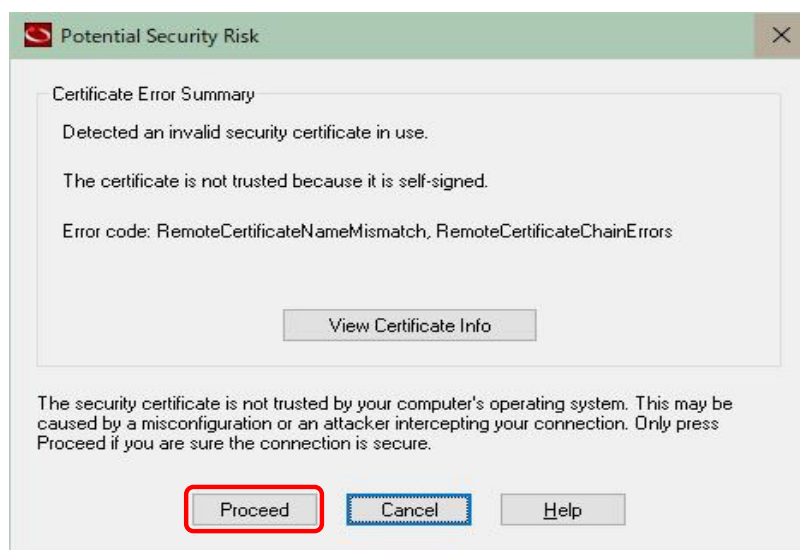 Potential Security Risk
Certificate Error Summary
Detected an invalid security certificate in use.
The certificate is not trusted because it is self-signed.
Error code: RemoteCertificateNameMismatch, RemoteCertificateChainErrors
View Certificate Info
The security certificate is not trusted by your computer's operating system. This may be
caused by a misconfiguration or an attacker intercepting your connection. Only press
Proceed if you are sure the connection is secure.
Proceed Cancel Help